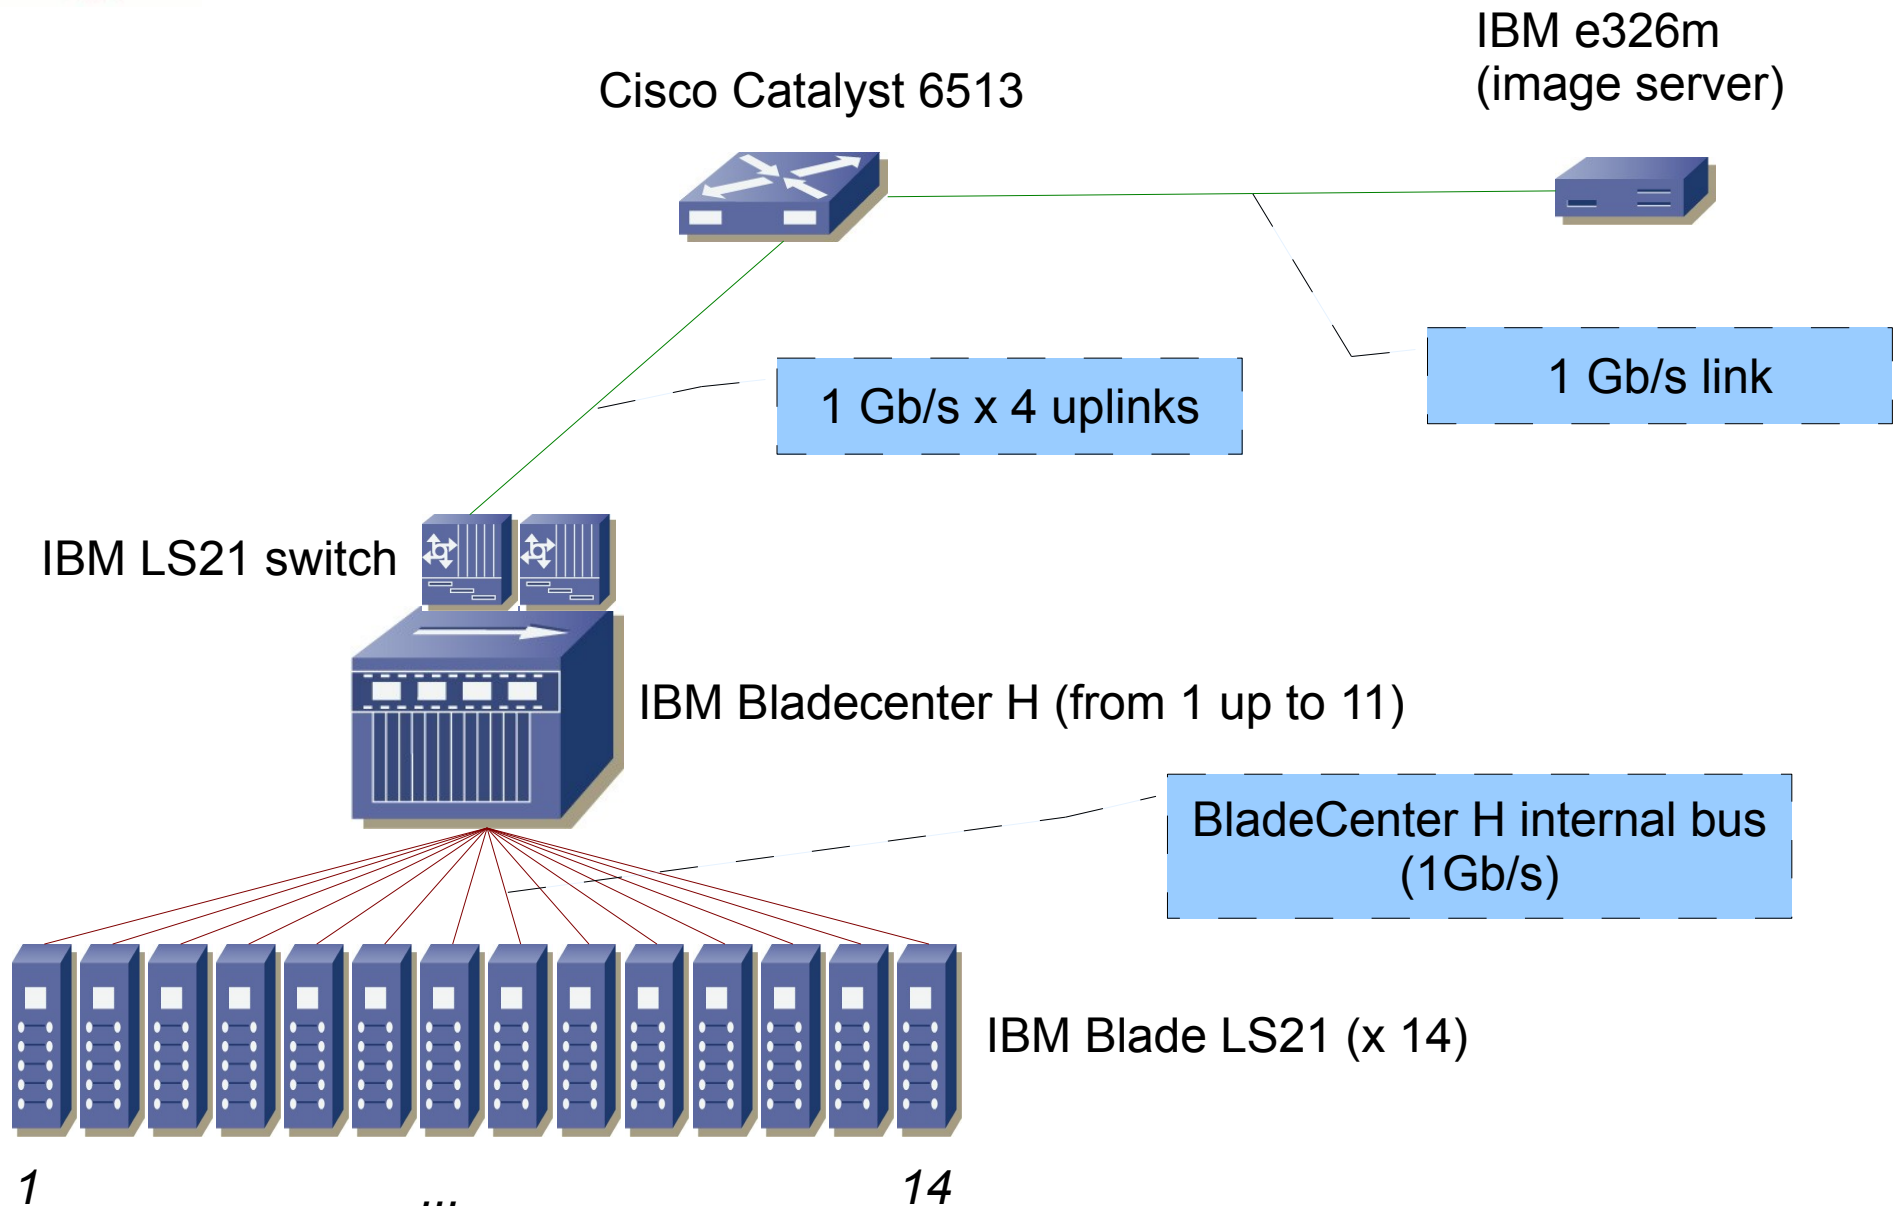 IBM e326m
(image server)
Cisco Catalyst 6513
1 Gb/s link
1 Gb/s x 4 uplinks
IBM LS21 switch
IBM Bladecenter H (from 1 up to 11)
BladeCenter H internal bus
(1Gb/s)
IBM Blade LS21 (x 14)
1 ... 14